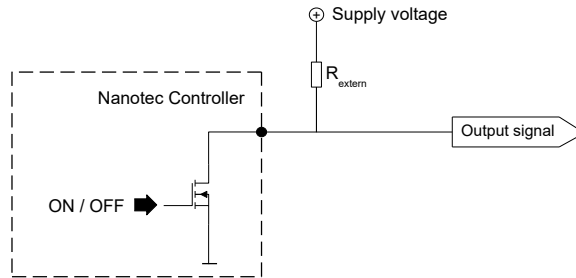 Supply voltage
R extern
Nanotec Controller
Output signal
ON / OFF